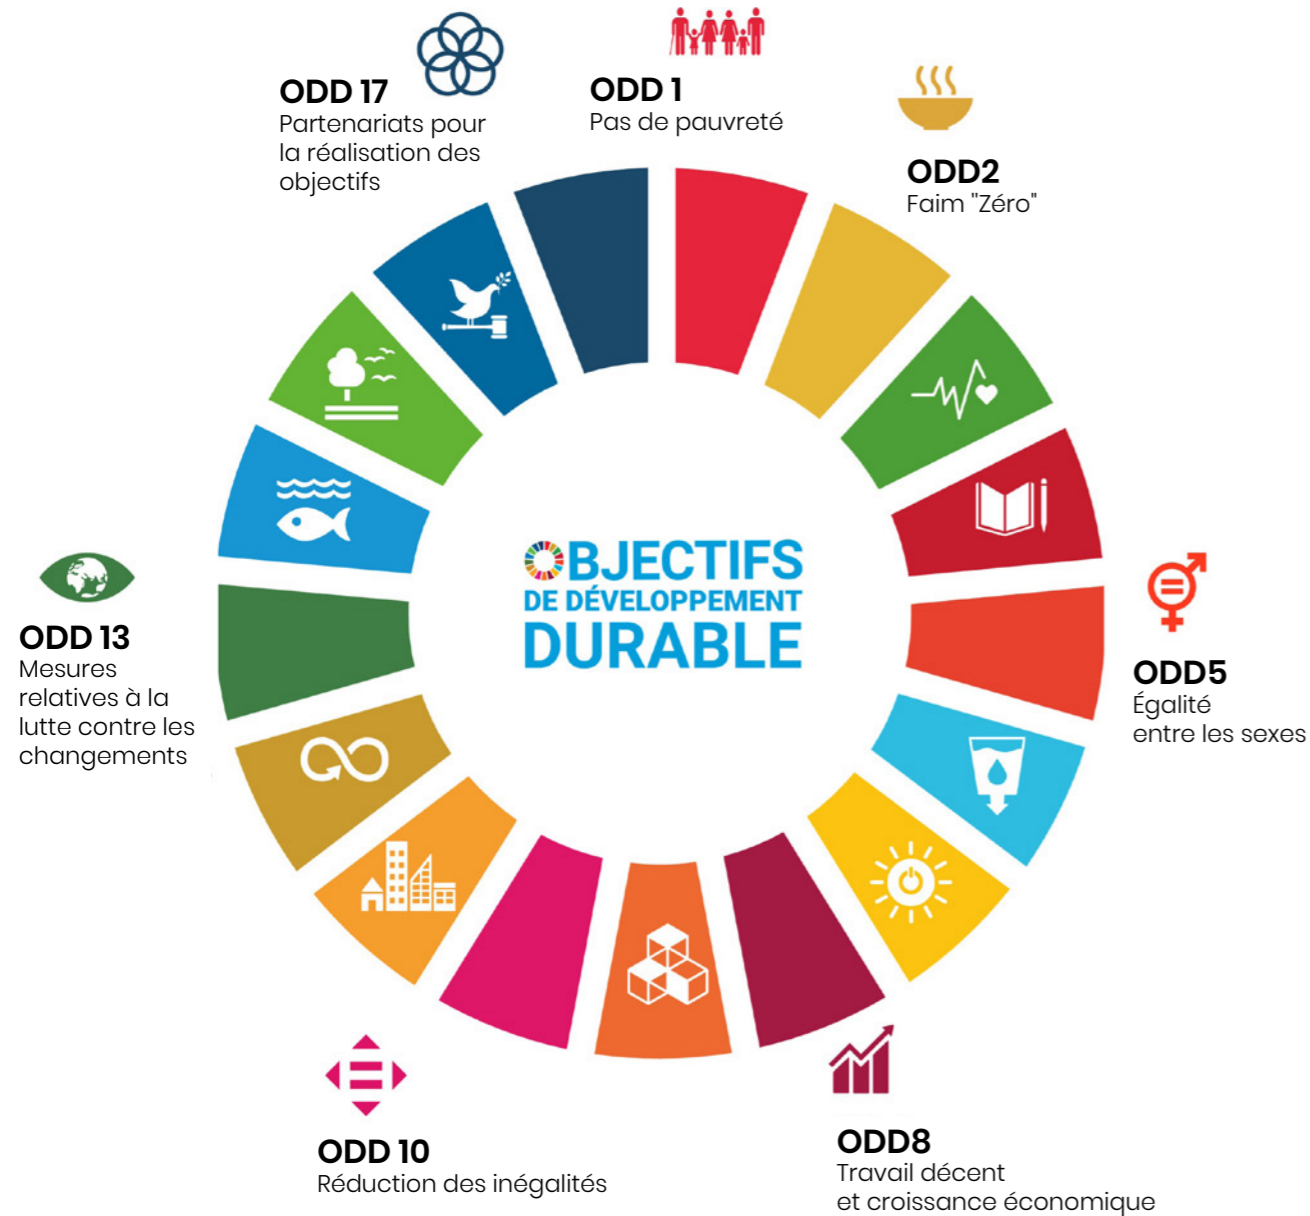 ODD 17
Partenariats pour
la réalisation des
objectifs
ODD 1
Pas de pauvreté
ODD2
Faim "Zéro"
OBJECTIFS
DE DÉVELOPPEMENT
DURABLE
ODD 13
Mesures
relatives à la
lutte contre les
changements
ODD5
Égalité
entre les sexes
ODD 10
Réduction des inégalités
ODD8
Travail décent
et croissance économique